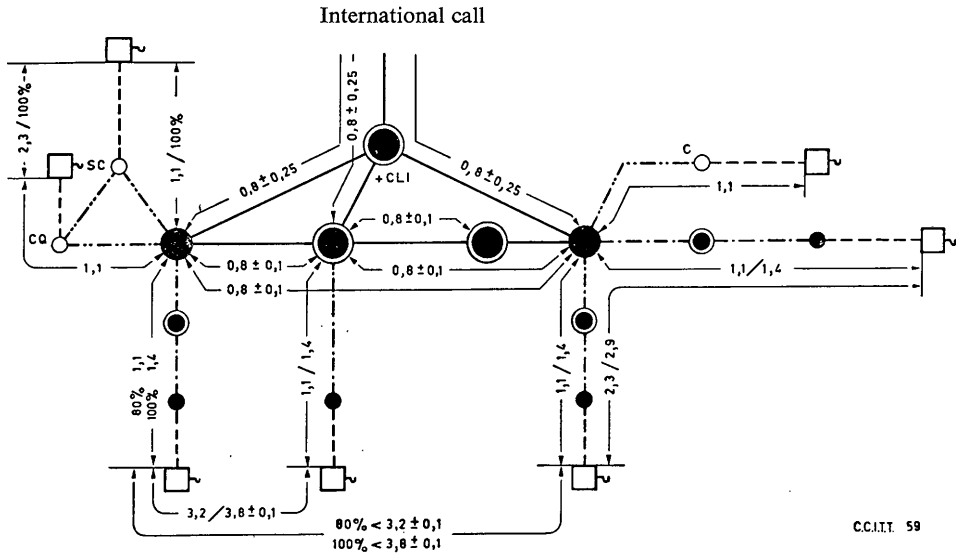 International call
2,3 / 100%
1,1 / 100%
0,8 ± 0,25
0,8 ± 0,25
0,8 ± 0,25
+CLI
SC
C
1,1
CQ
0,8 ± 0,1
1,1
0,8 ± 0,1
0,8 ± 0,1
0,8 ± 0,1
1,1 / 1,4
80% 1,1
100% 1,4
1,1 / 1,4
1,1 / 1,4
2,3 / 2,9
3,2 / 3,8 ± 0,1
80% < 3,2 ± 0,1
100% < 3,8 ± 0,1
C.C.I.T.T. 59